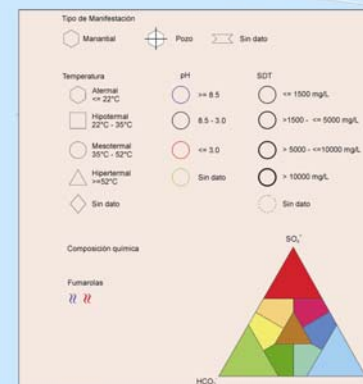 Tipo de Manifestación
Manantial Pozo Sin dato
Temperatura pH SDT
Atermal
<= 22°C
>= 8.5
<= 1500 mg/L
Hipotermal
22°C - 35°C
8.5 - 3.0
>1500 - <= 5000 mg/L
Mesotermal
35°C - 52°C
<= 3.0
> 5000 - <=10000 mg/L
Hipertermal
>=52°C
Sin dato
> 10000 mg/L
Sin dato
Sin dato
Composición química
SO₄⁻
Fumarolas
HCO₃